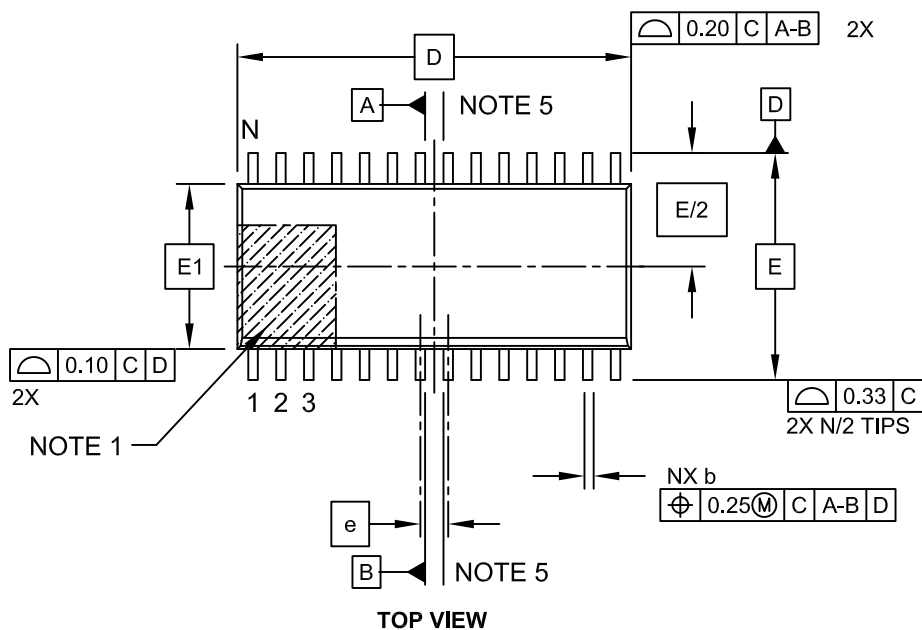 ⌓ 0.20 C A-B 2X
D
A NOTE 5
D
N
E/2
E1
E
⌓ 0.10 C D
2X
⌓ 0.33 C
2X N/2 TIPS
1 2 3
NOTE 1
NX b
⌖ 0.25Ⓜ C A-B D
e
B NOTE 5
TOP VIEW